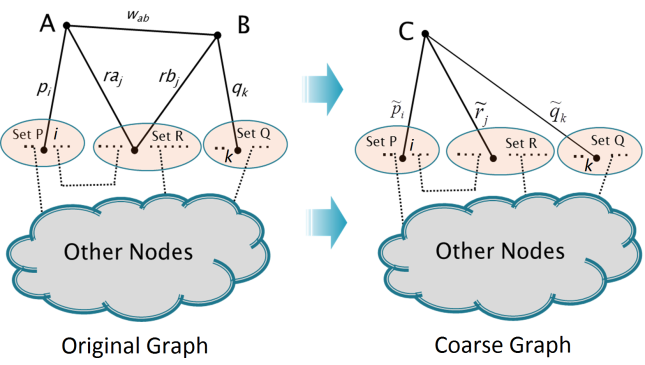 A
w_ab
B
p_i
ra_j
rb_j
q_k
Set P i
Set R
Set Q
k
Other Nodes
Original Graph
C
p̃_i
r̃_j
q̃_k
Set P i
Set R
Set Q
k
Other Nodes
Coarse Graph